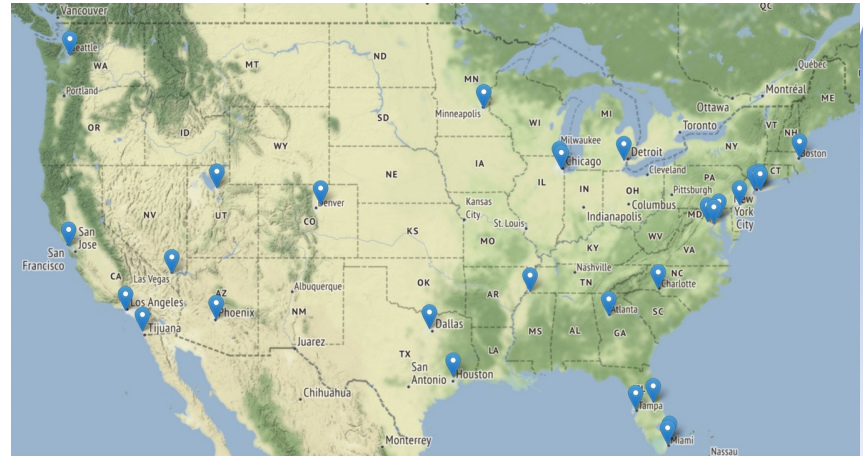 Vancouver
QC
Seattle
WA
MT
ND
MN
Québec
Portland
Montréal
ME
Ottawa
Minneapolis
OR
ID
SD
WI
MI
Toronto
VT
NH
WY
Milwaukee
NY
Boston
Detroit
Chicago
IA
Cleveland
PA
CT
NE
IL
IN
OH
Pittsburgh
NV
UT
Denver
CO
Kansas
City
Columbus
Indianapolis
MD
New
York
City
San
Jose
St. Louis
KS
MO
WV
VA
San
Francisco
KY
CA
Las Vegas
Nashville
NC
Albuquerque
OK
TN
Charlotte
AZ
AR
Los Angeles
Phoenix
NM
Atlanta
SC
Tijuana
Dallas
MS
AL
GA
Juarez
TX
LA
San
Antonio
Houston
Chihuahua
Tampa
Monterrey
Miami
Nassau